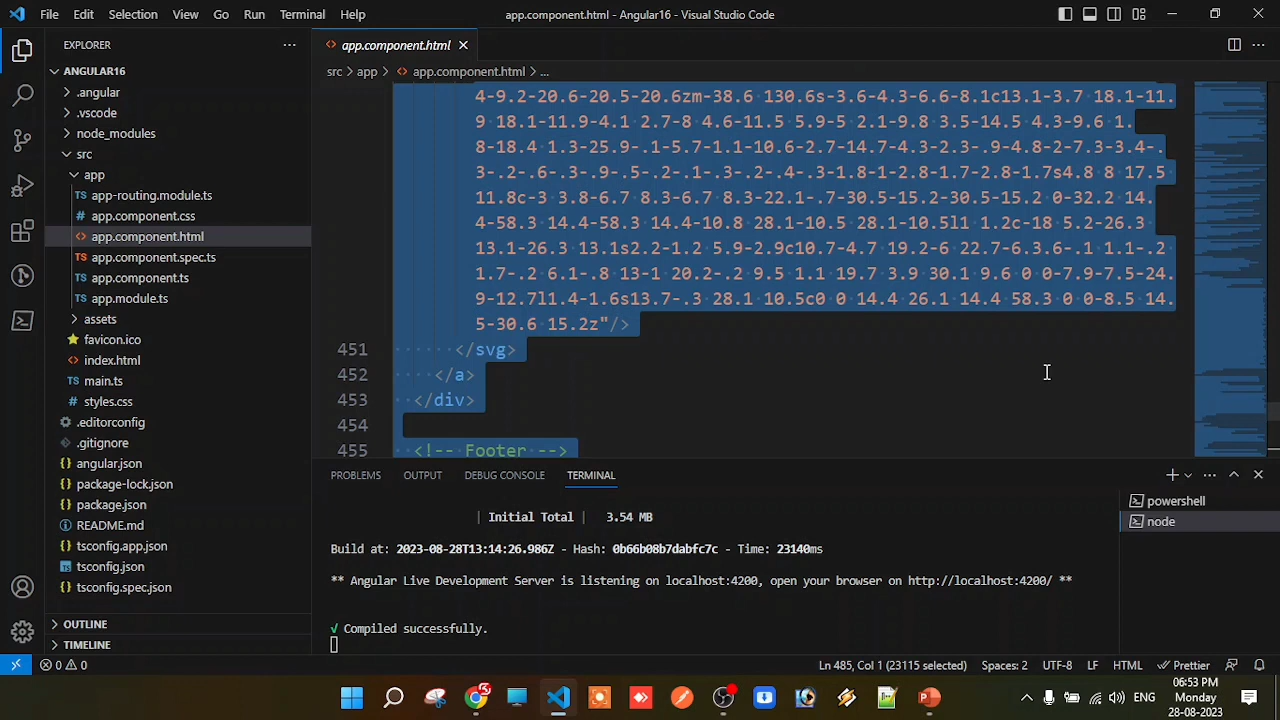 File Edit Selection View Go Run Terminal Help
app.component.html - Angular16 - Visual Studio Code
EXPLORER
app.component.html
ANGULAR16
src > app > app.component.html > ...
.angular
.vscode
node_modules
src
app
TS app-routing.module.ts
# app.component.css
<> app.component.html
TS app.component.spec.ts
TS app.component.ts
TS app.module.ts
assets
favicon.ico
<> index.html
TS main.ts
# styles.css
.editorconfig
.gitignore
{} angular.json
{} package-lock.json
{} package.json
README.md
{} tsconfig.app.json
tsconfig.json
{} tsconfig.spec.json
OUTLINE
TIMELINE
4-9.2-20.6-20.5-20.6zm-38.6 130.6s-3.6-4.3-6.6-8.1c13.1-3.7 18.1-11.
9 18.1-11.9-4.1 2.7-8 4.6-11.5 5.9-5 2.1-9.8 3.5-14.5 4.3-9.6 1.
8-18.4 1.3-25.9-.1-5.7-1.1-10.6-2.7-14.7-4.3-2.3-.9-4.8-2-7.3-3.4-.
3-.2-.6-.3-.9-.5-.2-.1-.3-.2-.4-.3-1.8-1-2.8-1.7-2.8-1.7s4.8 8 17.5
11.8c-3 3.8-6.7 8.3-6.7 8.3-22.1-.7-30.5-15.2-30.5-15.2 0-32.2 14.
4-58.3 14.4-58.3 14.4-10.8 28.1-10.5 28.1-10.5l1 1.2c-18 5.2-26.3
13.1-26.3 13.1s2.2-1.2 5.9-2.9c10.7-4.7 19.2-6 22.7-6.3.6-.1 1.1-.2
1.7-.2 6.1-.8 13-1 20.2-.2 9.5 1.1 19.7 3.9 30.1 9.6 0 0-7.9-7.5-24.
9-12.7l1.4-1.6s13.7-.3 28.1 10.5c0 0 14.4 26.1 14.4 58.3 0 0-8.5 14.
5-30.6 15.2z"/>
451 </svg>
452 </a>
453 </div>
454
455 <!-- Footer -->
PROBLEMS OUTPUT DEBUG CONSOLE TERMINAL
| Initial Total | 3.54 MB
Build at: 2023-08-28T13:14:26.986Z - Hash: 0b66b08b7dabfc7c - Time: 23140ms
** Angular Live Development Server is listening on localhost:4200, open your browser on http://localhost:4200/ **
√ Compiled successfully.
powershell
node
0 0
Ln 485, Col 1 (23115 selected) Spaces: 2 UTF-8 LF HTML Prettier
ENG
06:53 PM
Monday
28-08-2023